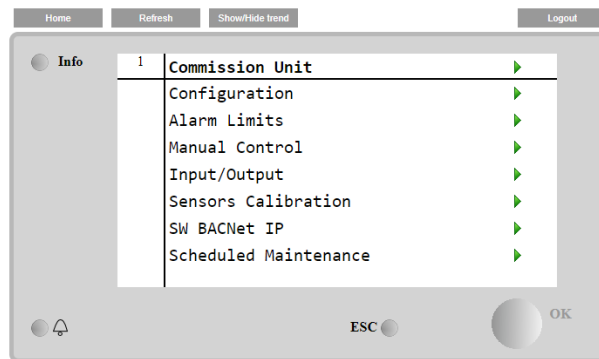 Home Refresh Show/Hide trend Logout
Info
1 Commission Unit
Configuration
Alarm Limits
Manual Control
Input/Output
Sensors Calibration
SW BACNet IP
Scheduled Maintenance
ESC OK